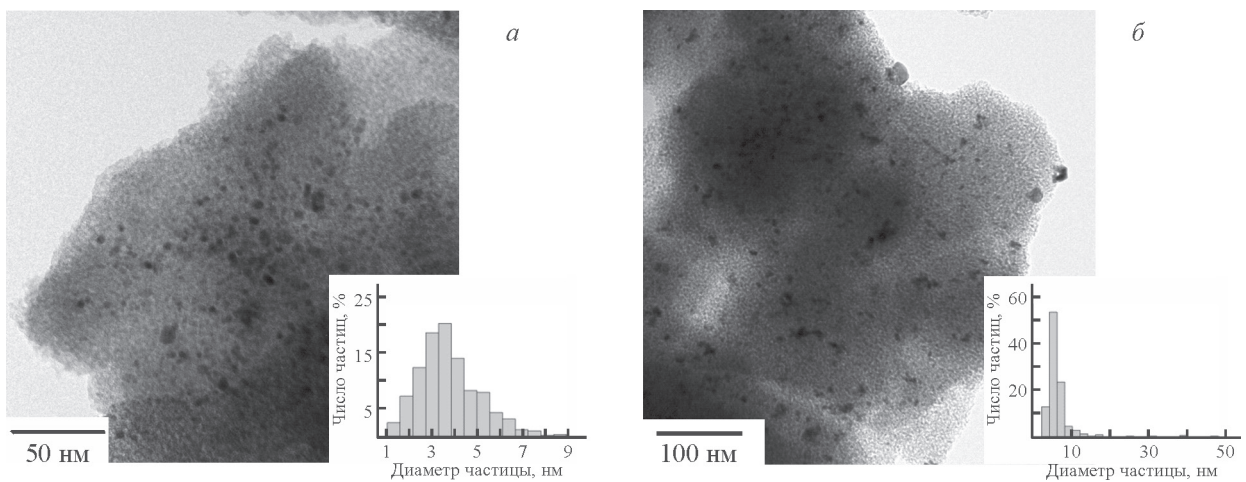 а
50 нм
Число частиц, %
25
15
5
1 3 5 7 9
Диаметр частицы, нм
б
100 нм
Число частиц, %
60
40
20
10 30 50
Диаметр частицы, нм